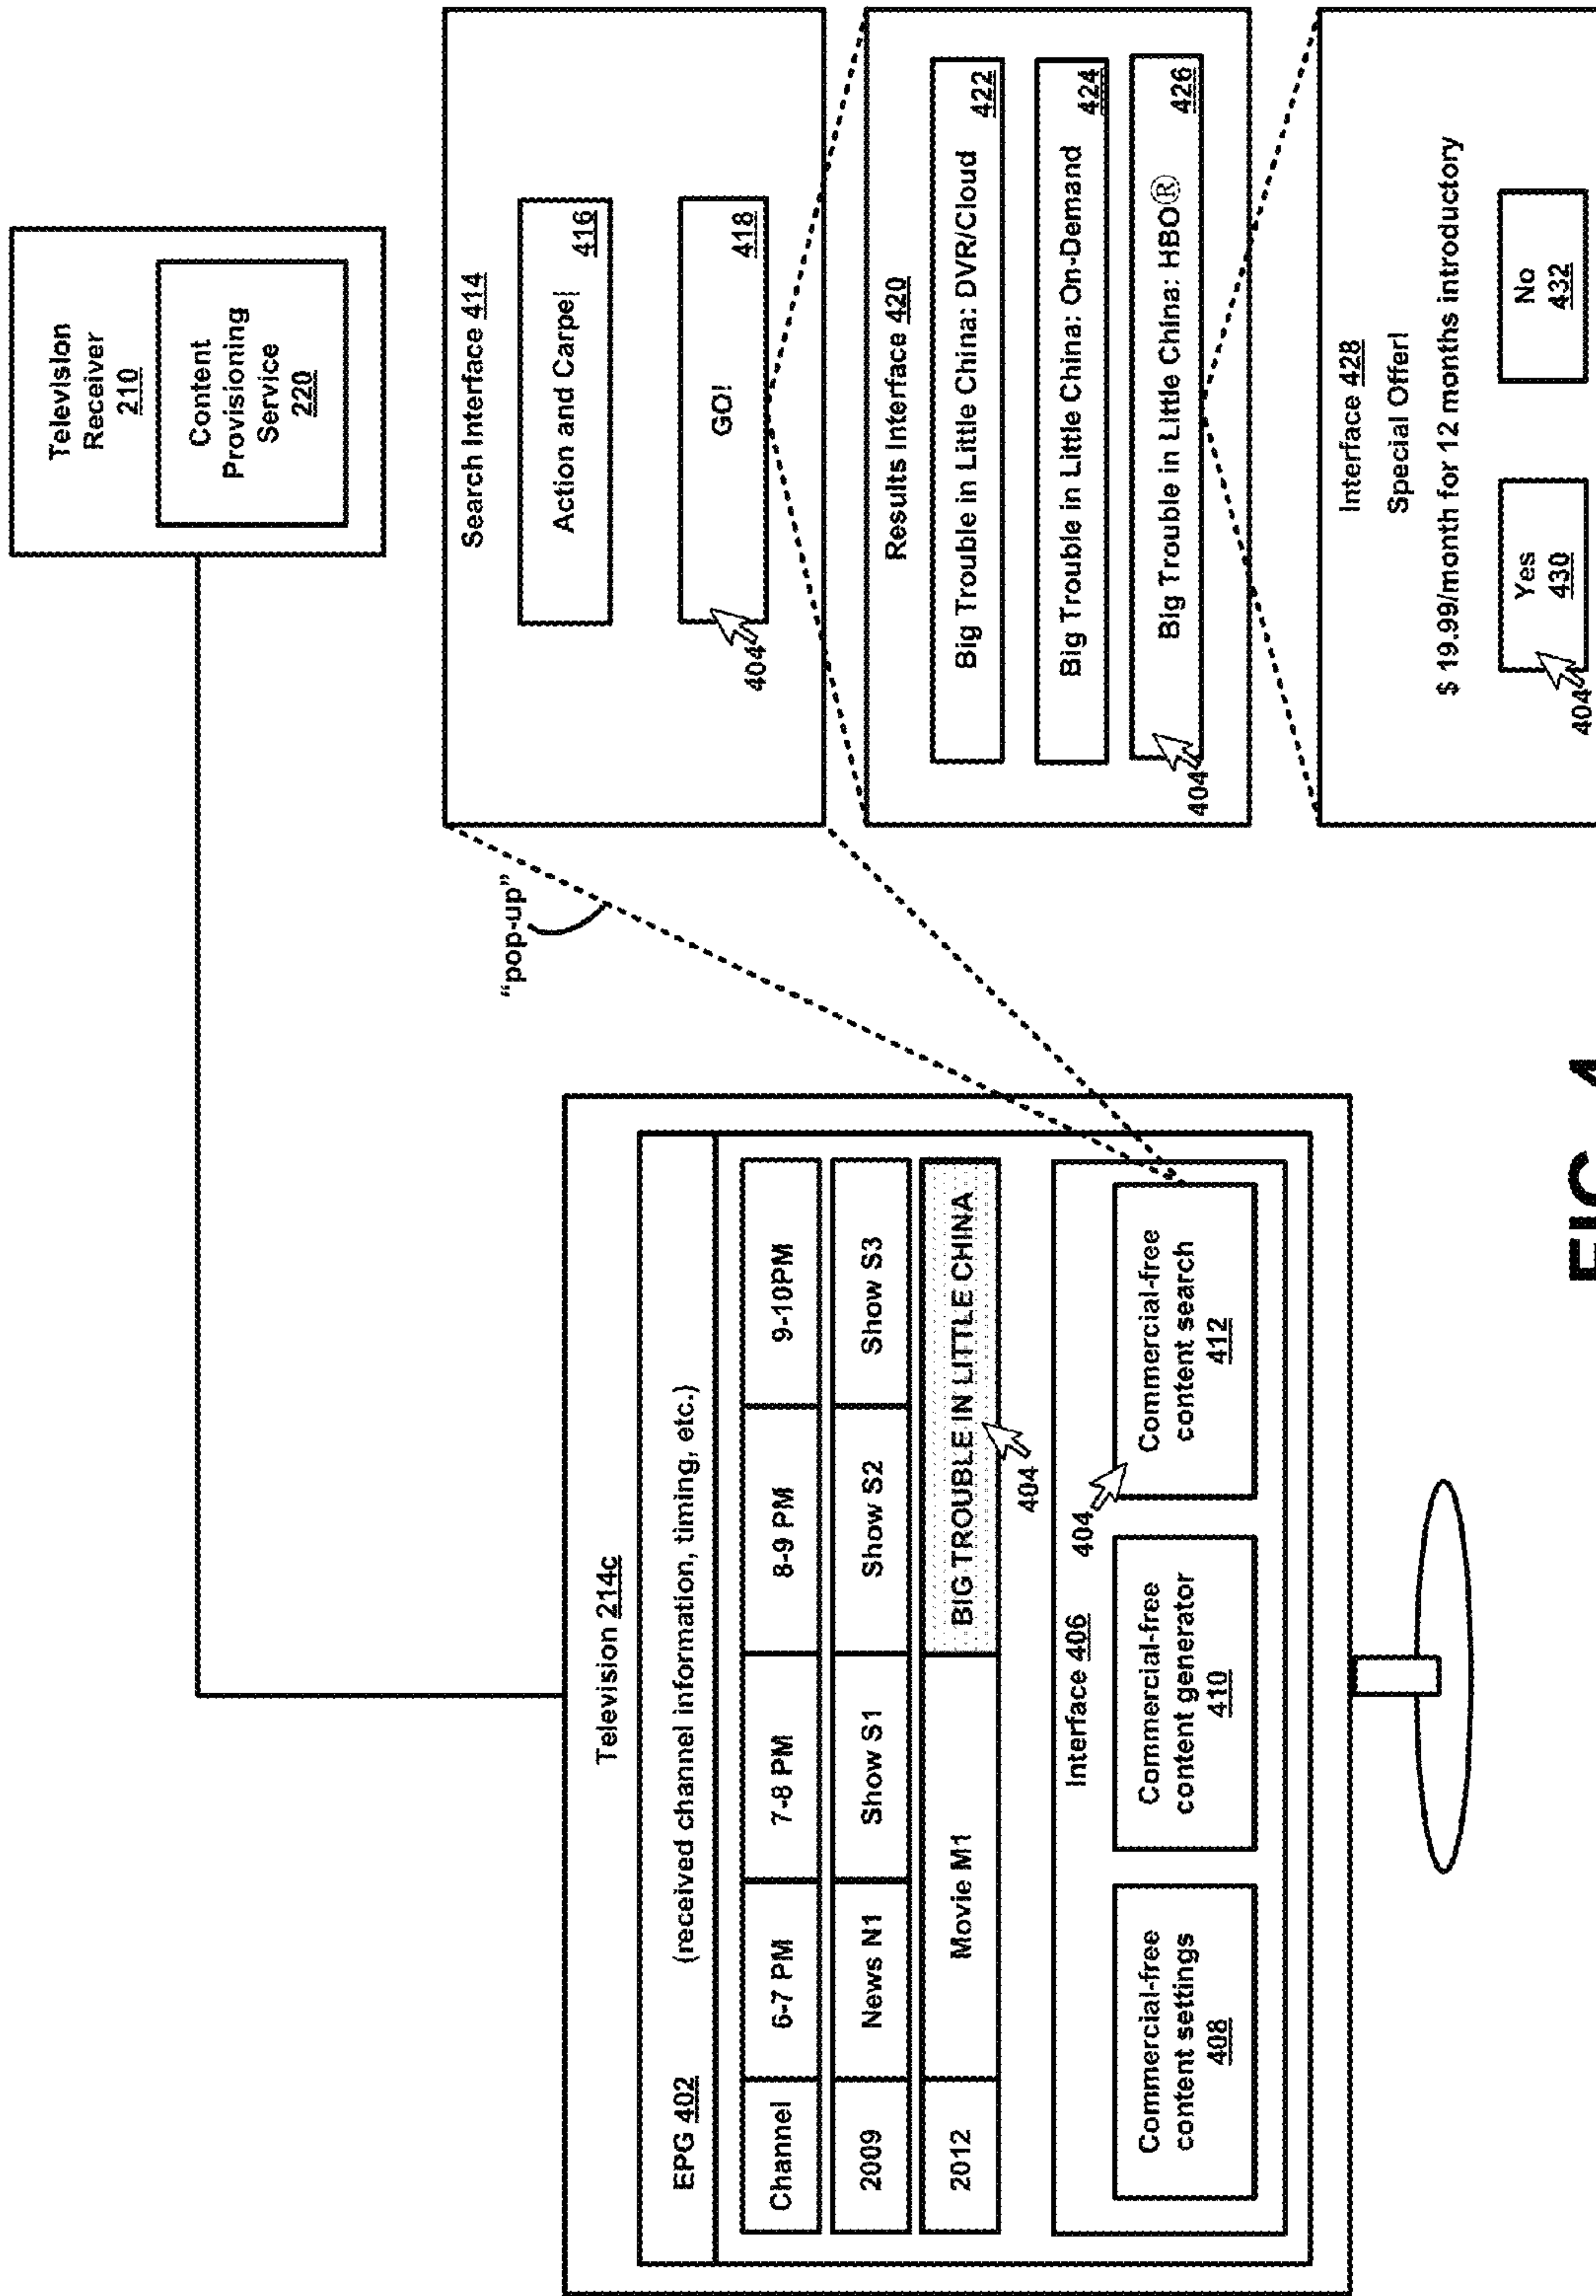 Television
Receiver
210
Content
Provisioning
Service
220
Television 214c
EPG 402
(received channel information, timing, etc.)
Channel
6-7 PM
7-8 PM
8-9 PM
9-10PM
2009
News N1
Show S1
Show S2
Show S3
2012
Movie M1
BIG TROUBLE IN LITTLE CHINA
404
Interface 406
404
Commercial-free
content settings
408
Commercial-free
content generator
410
Commercial-free
content search
412
"pop-up"
Search Interface 414
Action and Carpe|
416
GO!
418
404
Results Interface 420
Big Trouble in Little China: DVR/Cloud
422
Big Trouble in Little China: On-Demand
424
Big Trouble in Little China: HBO®
426
404
Interface 428
Special Offer!
$ 19.99/month for 12 months introductory
Yes
430
No
432
404